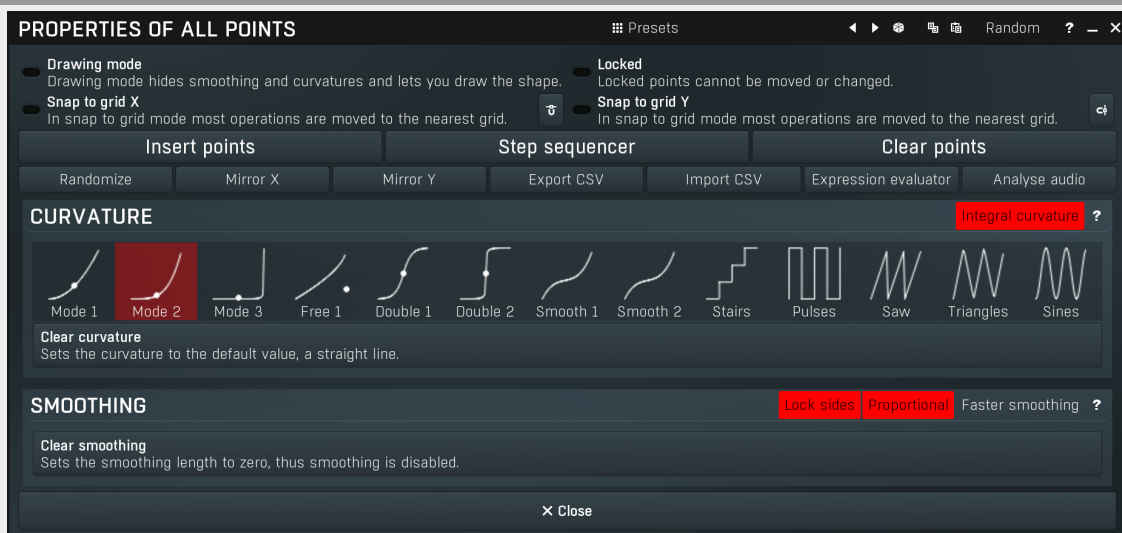 PROPERTIES OF ALL POINTS Presets Random ?
Drawing mode
Drawing mode hides smoothing and curvatures and lets you draw the shape.
Locked
Locked points cannot be moved or changed.
Snap to grid X
In snap to grid mode most operations are moved to the nearest grid.
Snap to grid Y
In snap to grid mode most operations are moved to the nearest grid.
Insert points Step sequencer Clear points
Randomize Mirror X Mirror Y Export CSV Import CSV Expression evaluator Analyse audio
CURVATURE Integral curvature ?
Mode 1 Mode 2 Mode 3 Free 1 Double 1 Double 2 Smooth 1 Smooth 2 Stairs Pulses Saw Triangles Sines
Clear curvature
Sets the curvature to the default value, a straight line.
SMOOTHING Lock sides Proportional Faster smoothing ?
Clear smoothing
Sets the smoothing length to zero, thus smoothing is disabled.
Close